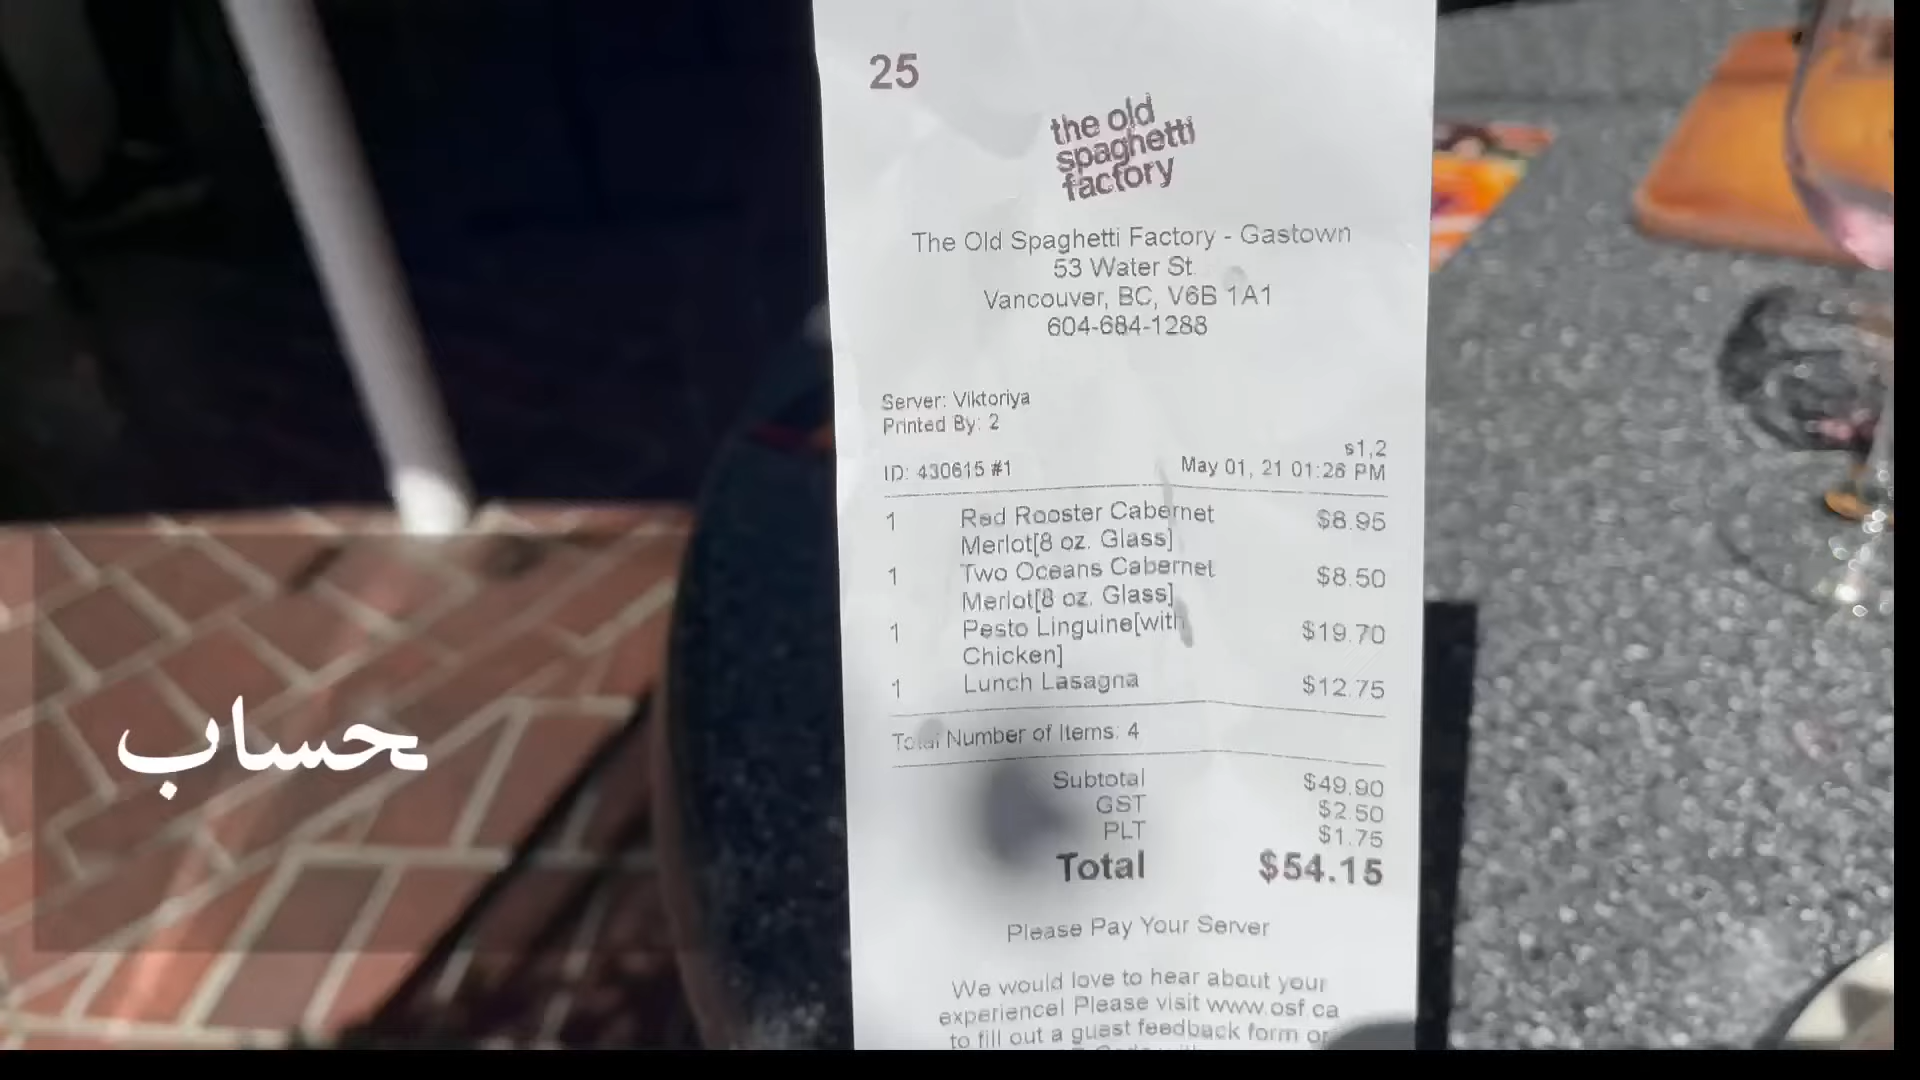 25
the old
spaghetti
factory
The Old Spaghetti Factory - Gastown
53 Water St
Vancouver, BC, V6B 1A1
604-684-1288
Server: Viktoriya
Printed By: 2
s1,2
ID: 430615 #1 May 01, 21 01:26 PM
1 Red Rooster Cabernet $8.95
Merlot[8 oz. Glass]
1 Two Oceans Cabernet $8.50
Merlot[8 oz. Glass]
1 Pesto Linguine[with $19.70
Chicken]
1 Lunch Lasagna $12.75
Total Number of Items: 4
Subtotal $49.90
GST $2.50
PLT $1.75
Total $54.15
Please Pay Your Server
We would love to hear about your
experience! Please visit www.osf.ca
to fill out a guest feedback form or
حساب